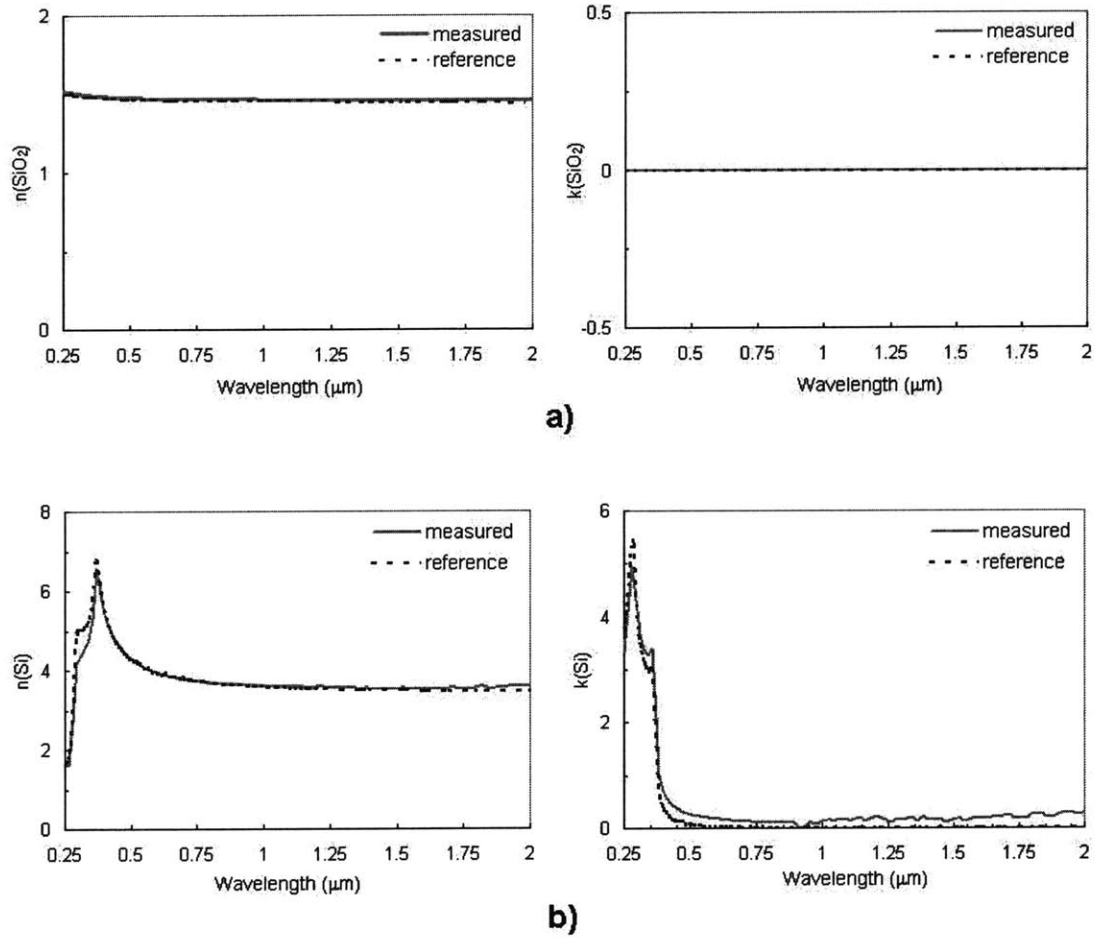 2
1
0
n(SiO2)
measured
reference
0.25 0.5 0.75 1 1.25 1.5 1.75 2
Wavelength (μm)
0.5
0
-0.5
k(SiO2)
measured
reference
0.25 0.5 0.75 1 1.25 1.5 1.75 2
Wavelength (μm)
a)
8
6
4
2
0
n(Si)
measured
reference
0.25 0.5 0.75 1 1.25 1.5 1.75 2
Wavelength (μm)
6
4
2
0
k(Si)
measured
reference
0.25 0.5 0.75 1 1.25 1.5 1.75 2
Wavelength (μm)
b)